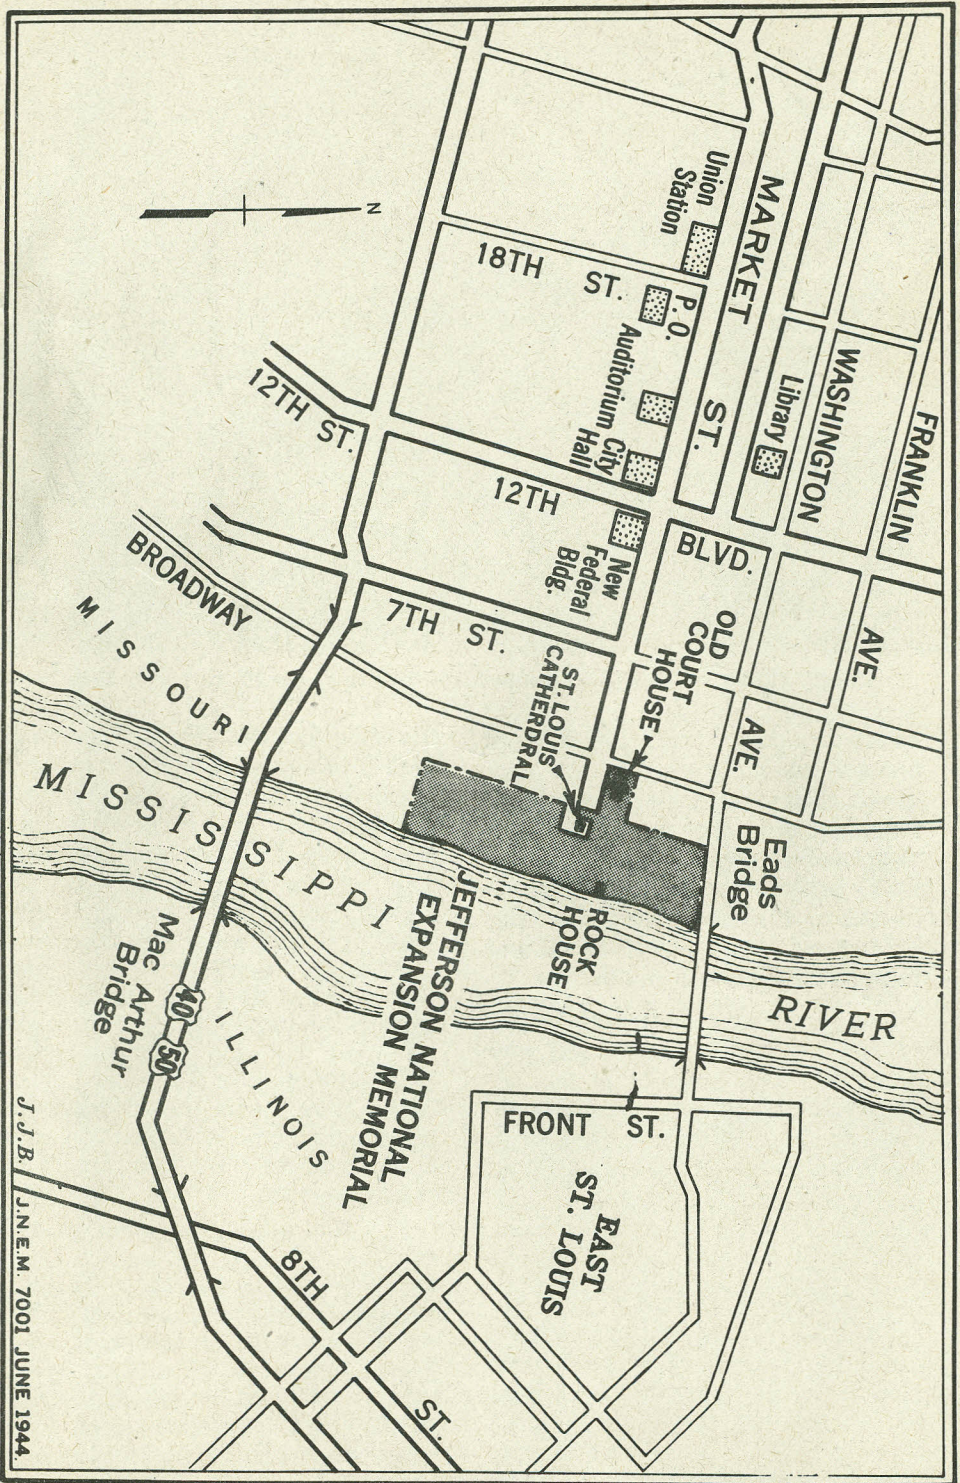 Union
Station
MARKET ST.
18TH ST.
P. O.
Auditorium
City
Hall
Library
WASHINGTON AVE.
FRANKLIN AVE.
N
12TH ST.
12TH BLVD.
New
Federal
Bldg.
7TH ST.
BROADWAY
OLD
COURT
HOUSE
ST. LOUIS
CATHERDRAL
MISSOURI
MISSISSIPPI RIVER
Eads
Bridge
ROCK
HOUSE
JEFFERSON NATIONAL
EXPANSION MEMORIAL
Mac Arthur
Bridge
40
50
ILLINOIS
FRONT ST.
EAST
ST. LOUIS
8TH ST.
J.J.B. J.N.E.M. 7001 JUNE 1944.